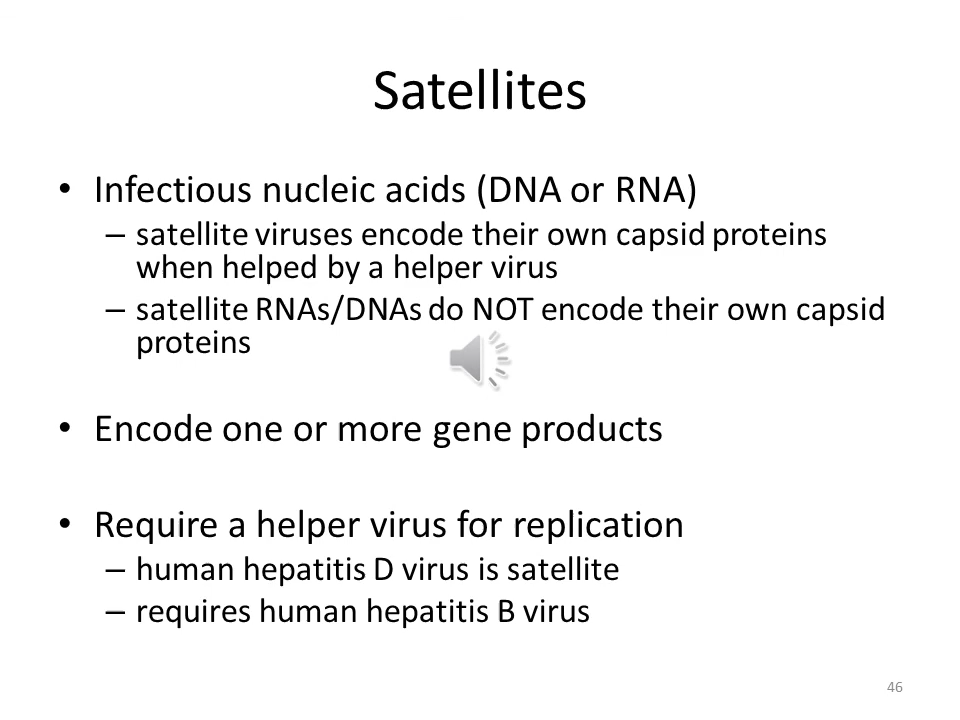 Satellites
• Infectious nucleic acids (DNA or RNA)
– satellite viruses encode their own capsid proteins
when helped by a helper virus
– satellite RNAs/DNAs do NOT encode their own capsid
proteins
• Encode one or more gene products
• Require a helper virus for replication
– human hepatitis D virus is satellite
– requires human hepatitis B virus
46